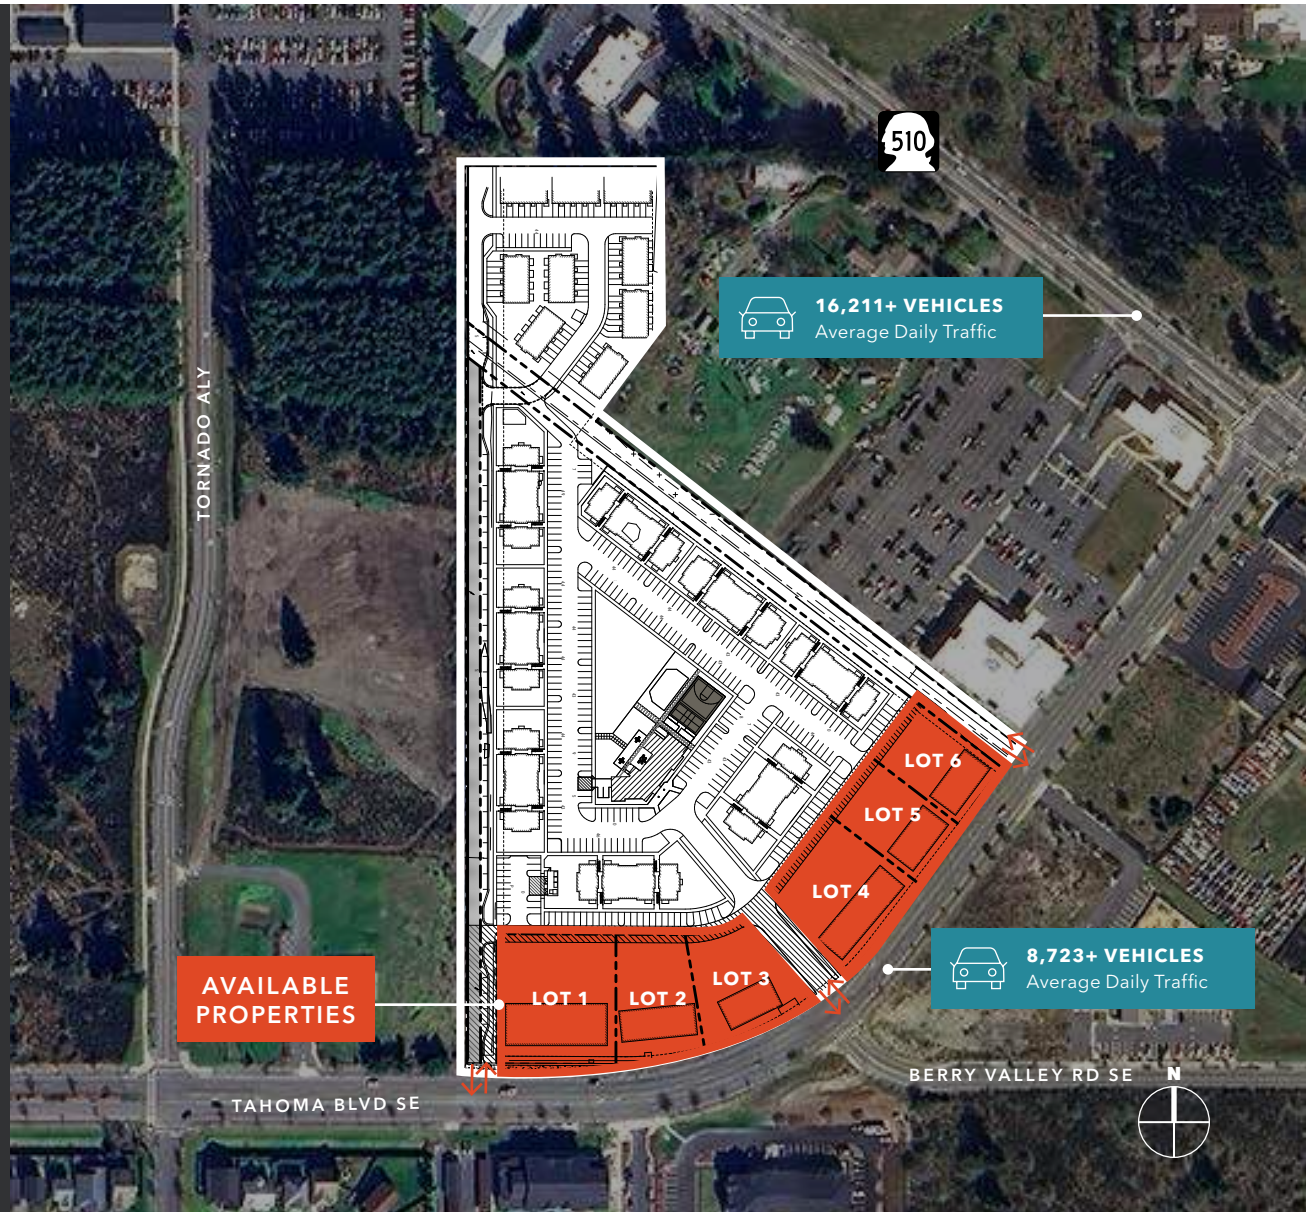 510
16,211+ VEHICLES
Average Daily Traffic
TORNADO ALY
LOT 6
LOT 5
LOT 4
8,723+ VEHICLES
Average Daily Traffic
AVAILABLE
PROPERTIES
LOT 1
LOT 2
LOT 3
BERRY VALLEY RD SE
N
TAHOMA BLVD SE